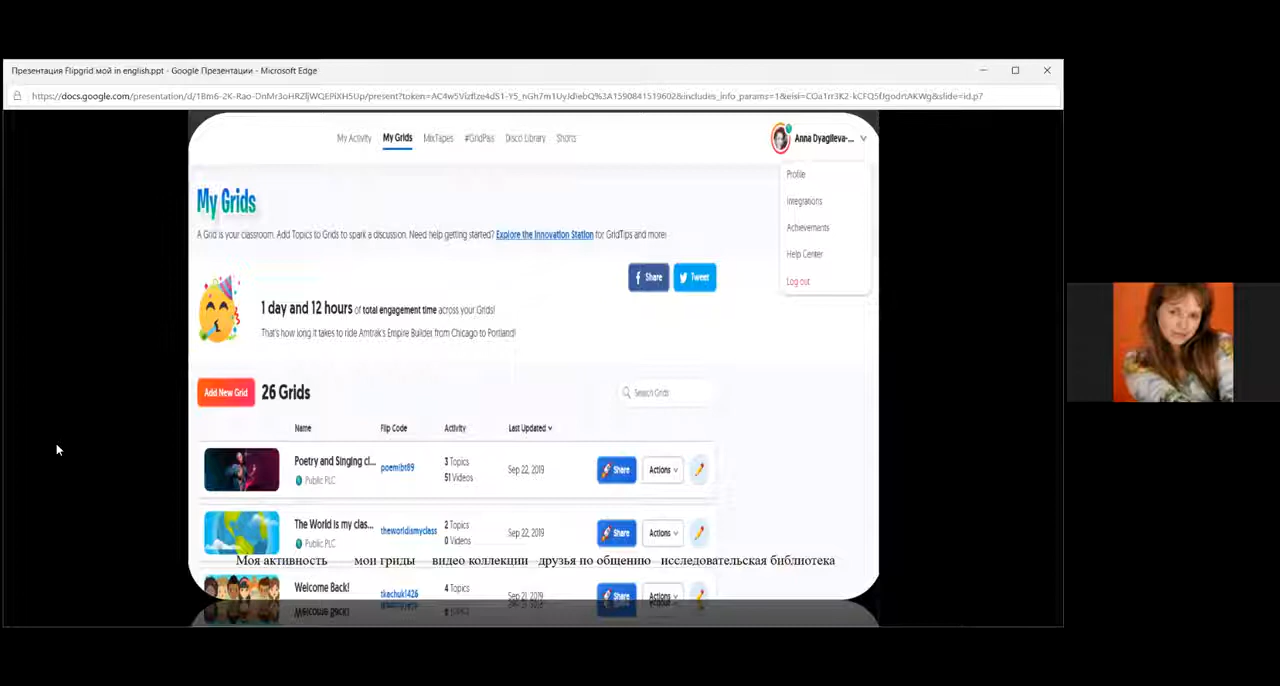 Презентация Flipgrid мой in english.ppt - Google Презентации - Microsoft Edge
My Activity My Grids MixTapes #GridPals Disco Library Shorts
Anna Dyagileva-...
Profile
Integrations
Achievements
Help Center
Log out
My Grids
A Grid is your classroom. Add Topics to Grids to spark a discussion. Need help getting started? Explore the Innovation Station for GridTips and more!
Share Tweet
1 day and 12 hours of total engagement time across your Grids!
That's how long it takes to ride Amtrak's Empire Builder from Chicago to Portland!
Add New Grid 26 Grids Search Grids
Name Flip Code Activity Last Updated
Poetry and Singing cl... poemibt89 3 Topics Sep 22, 2019 Share Actions
Public PLC 51 Videos
The World is my clas... theworldismyclass 2 Topics Sep 22, 2019 Share Actions
Public PLC 0 Videos
Моя активность мои гриды видео коллекции друзья по общению исследовательская библиотека
Welcome Back! tkachuk1426 4 Topics Sep 21, 2019 Share Actions